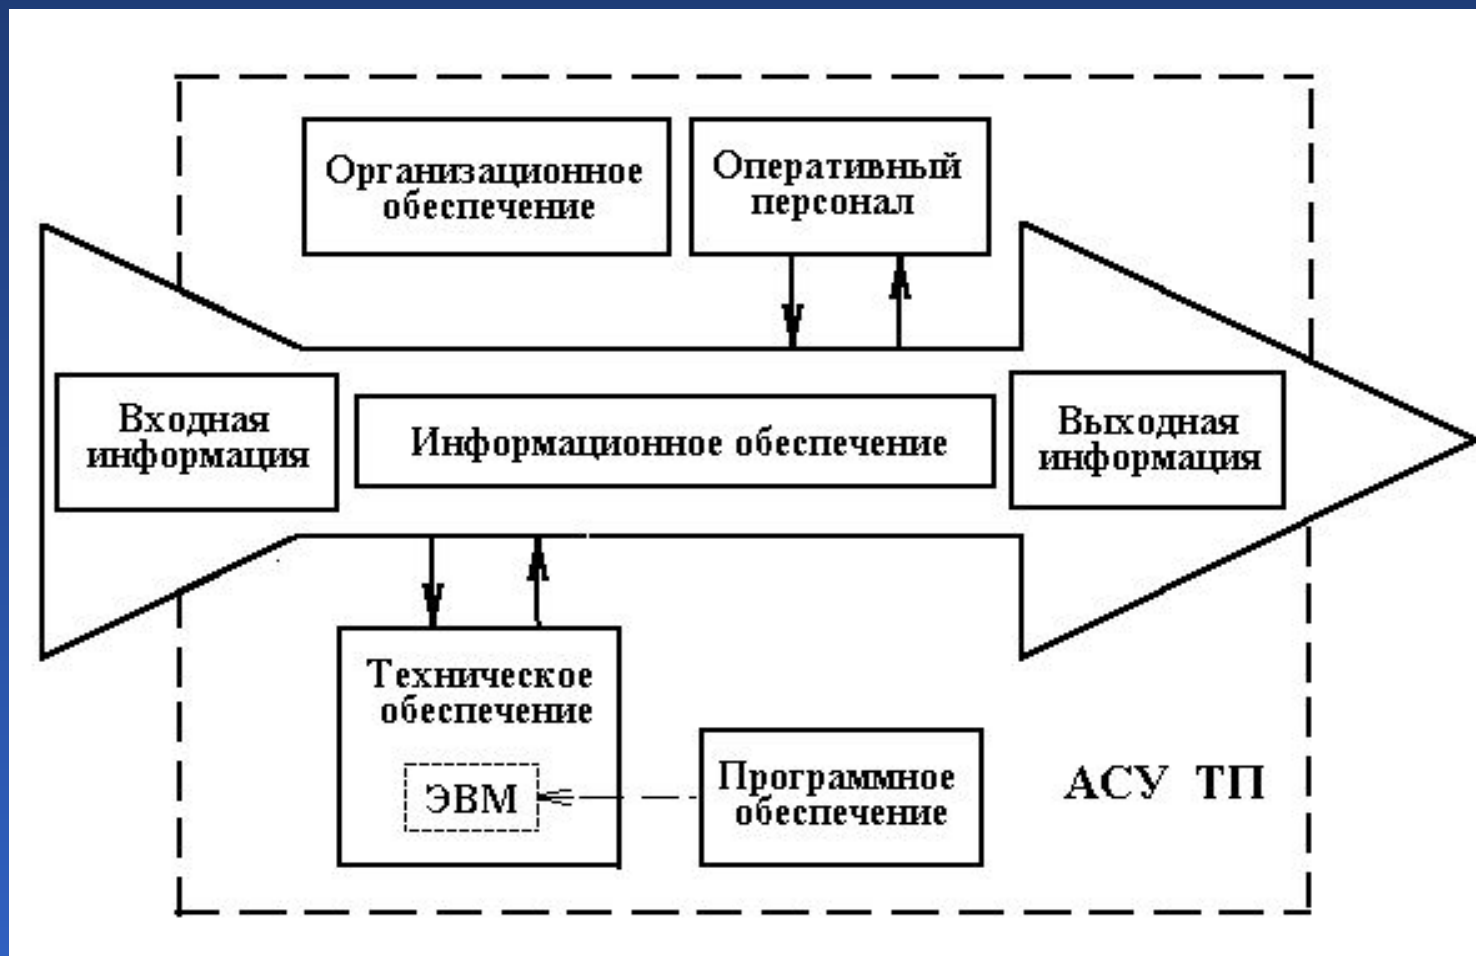 Организационное
обеспечение
Оперативный
персонал
Входная
информация
Информационное обеспечение
Выходная
информация
Техническое
обеспечение
ЭВМ
Программное
обеспечение
АСУ ТП